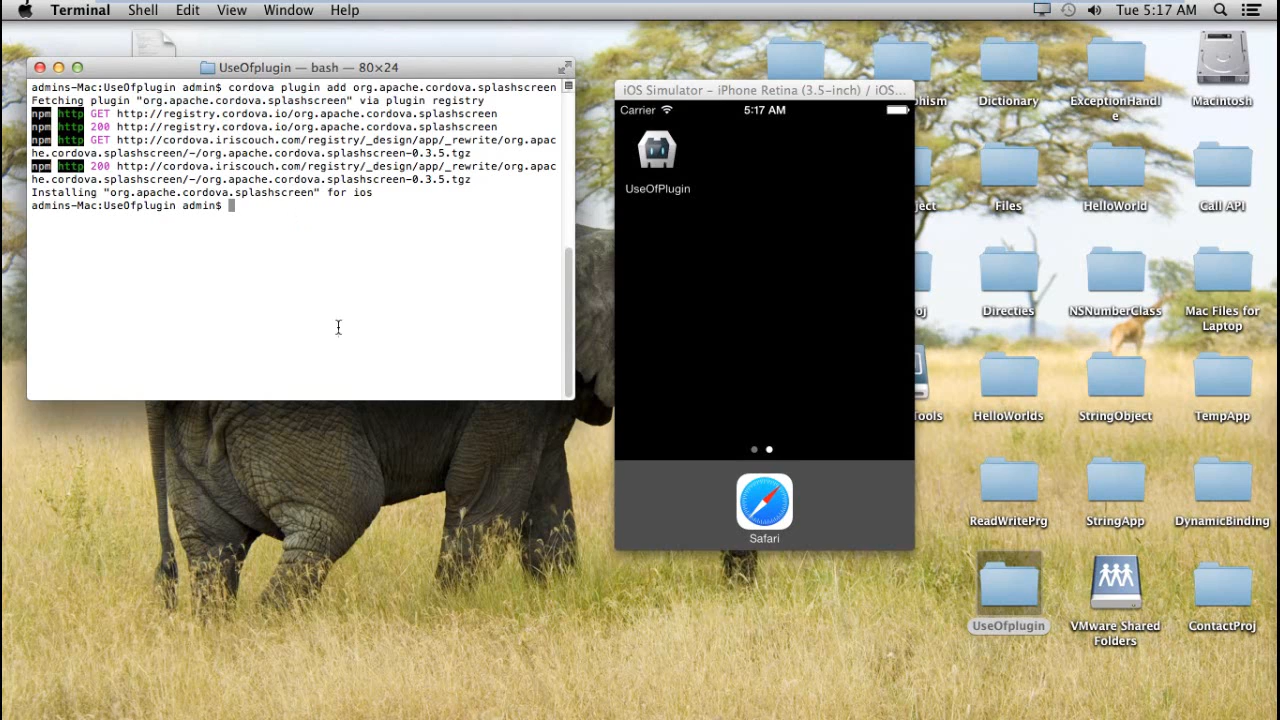 Terminal Shell Edit View Window Help Tue 5:17 AM
UseOfplugin — bash — 80×24
admins-Mac:UseOfplugin admin$ cordova plugin add org.apache.cordova.splashscreen
Fetching plugin "org.apache.cordova.splashscreen" via plugin registry
npm http GET http://registry.cordova.io/org.apache.cordova.splashscreen
npm http 200 http://registry.cordova.io/org.apache.cordova.splashscreen
npm http GET http://cordova.iriscouch.com/registry/_design/app/_rewrite/org.apac
he.cordova.splashscreen/-/org.apache.cordova.splashscreen-0.3.5.tgz
npm http 200 http://cordova.iriscouch.com/registry/_design/app/_rewrite/org.apac
he.cordova.splashscreen/-/org.apache.cordova.splashscreen-0.3.5.tgz
Installing "org.apache.cordova.splashscreen" for ios
admins-Mac:UseOfplugin admin$
iOS Simulator – iPhone Retina (3.5-inch) / iOS...
Carrier 5:17 AM
UseOfPlugin
Safari
phism Dictionary ExceptionHandl
e
Macintosh
ject Files HelloWorld Call API
oj Directies NSNumberClass Mac Files for
Laptop
Tools HelloWorlds StringObject TempApp
ReadWritePrg StringApp DynamicBinding
UseOfplugin VMware Shared
Folders
ContactProj